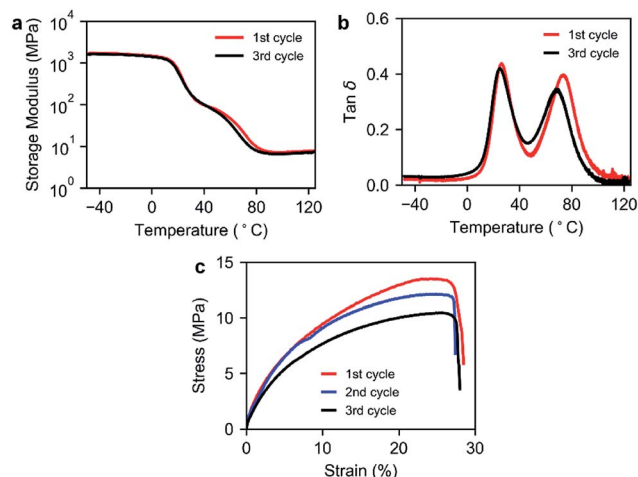 a
Storage Modulus (MPa)
10⁴
10³
10²
10¹
10⁰
1st cycle
3rd cycle
−40 0 40 80 120
Temperature (°C)
b
Tan δ
0.6
0.4
0.2
0.0
1st cycle
3rd cycle
−40 0 40 80 120
Temperature (°C)
c
Stress (MPa)
15
10
5
0
1st cycle
2nd cycle
3rd cycle
0 10 20 30
Strain (%)